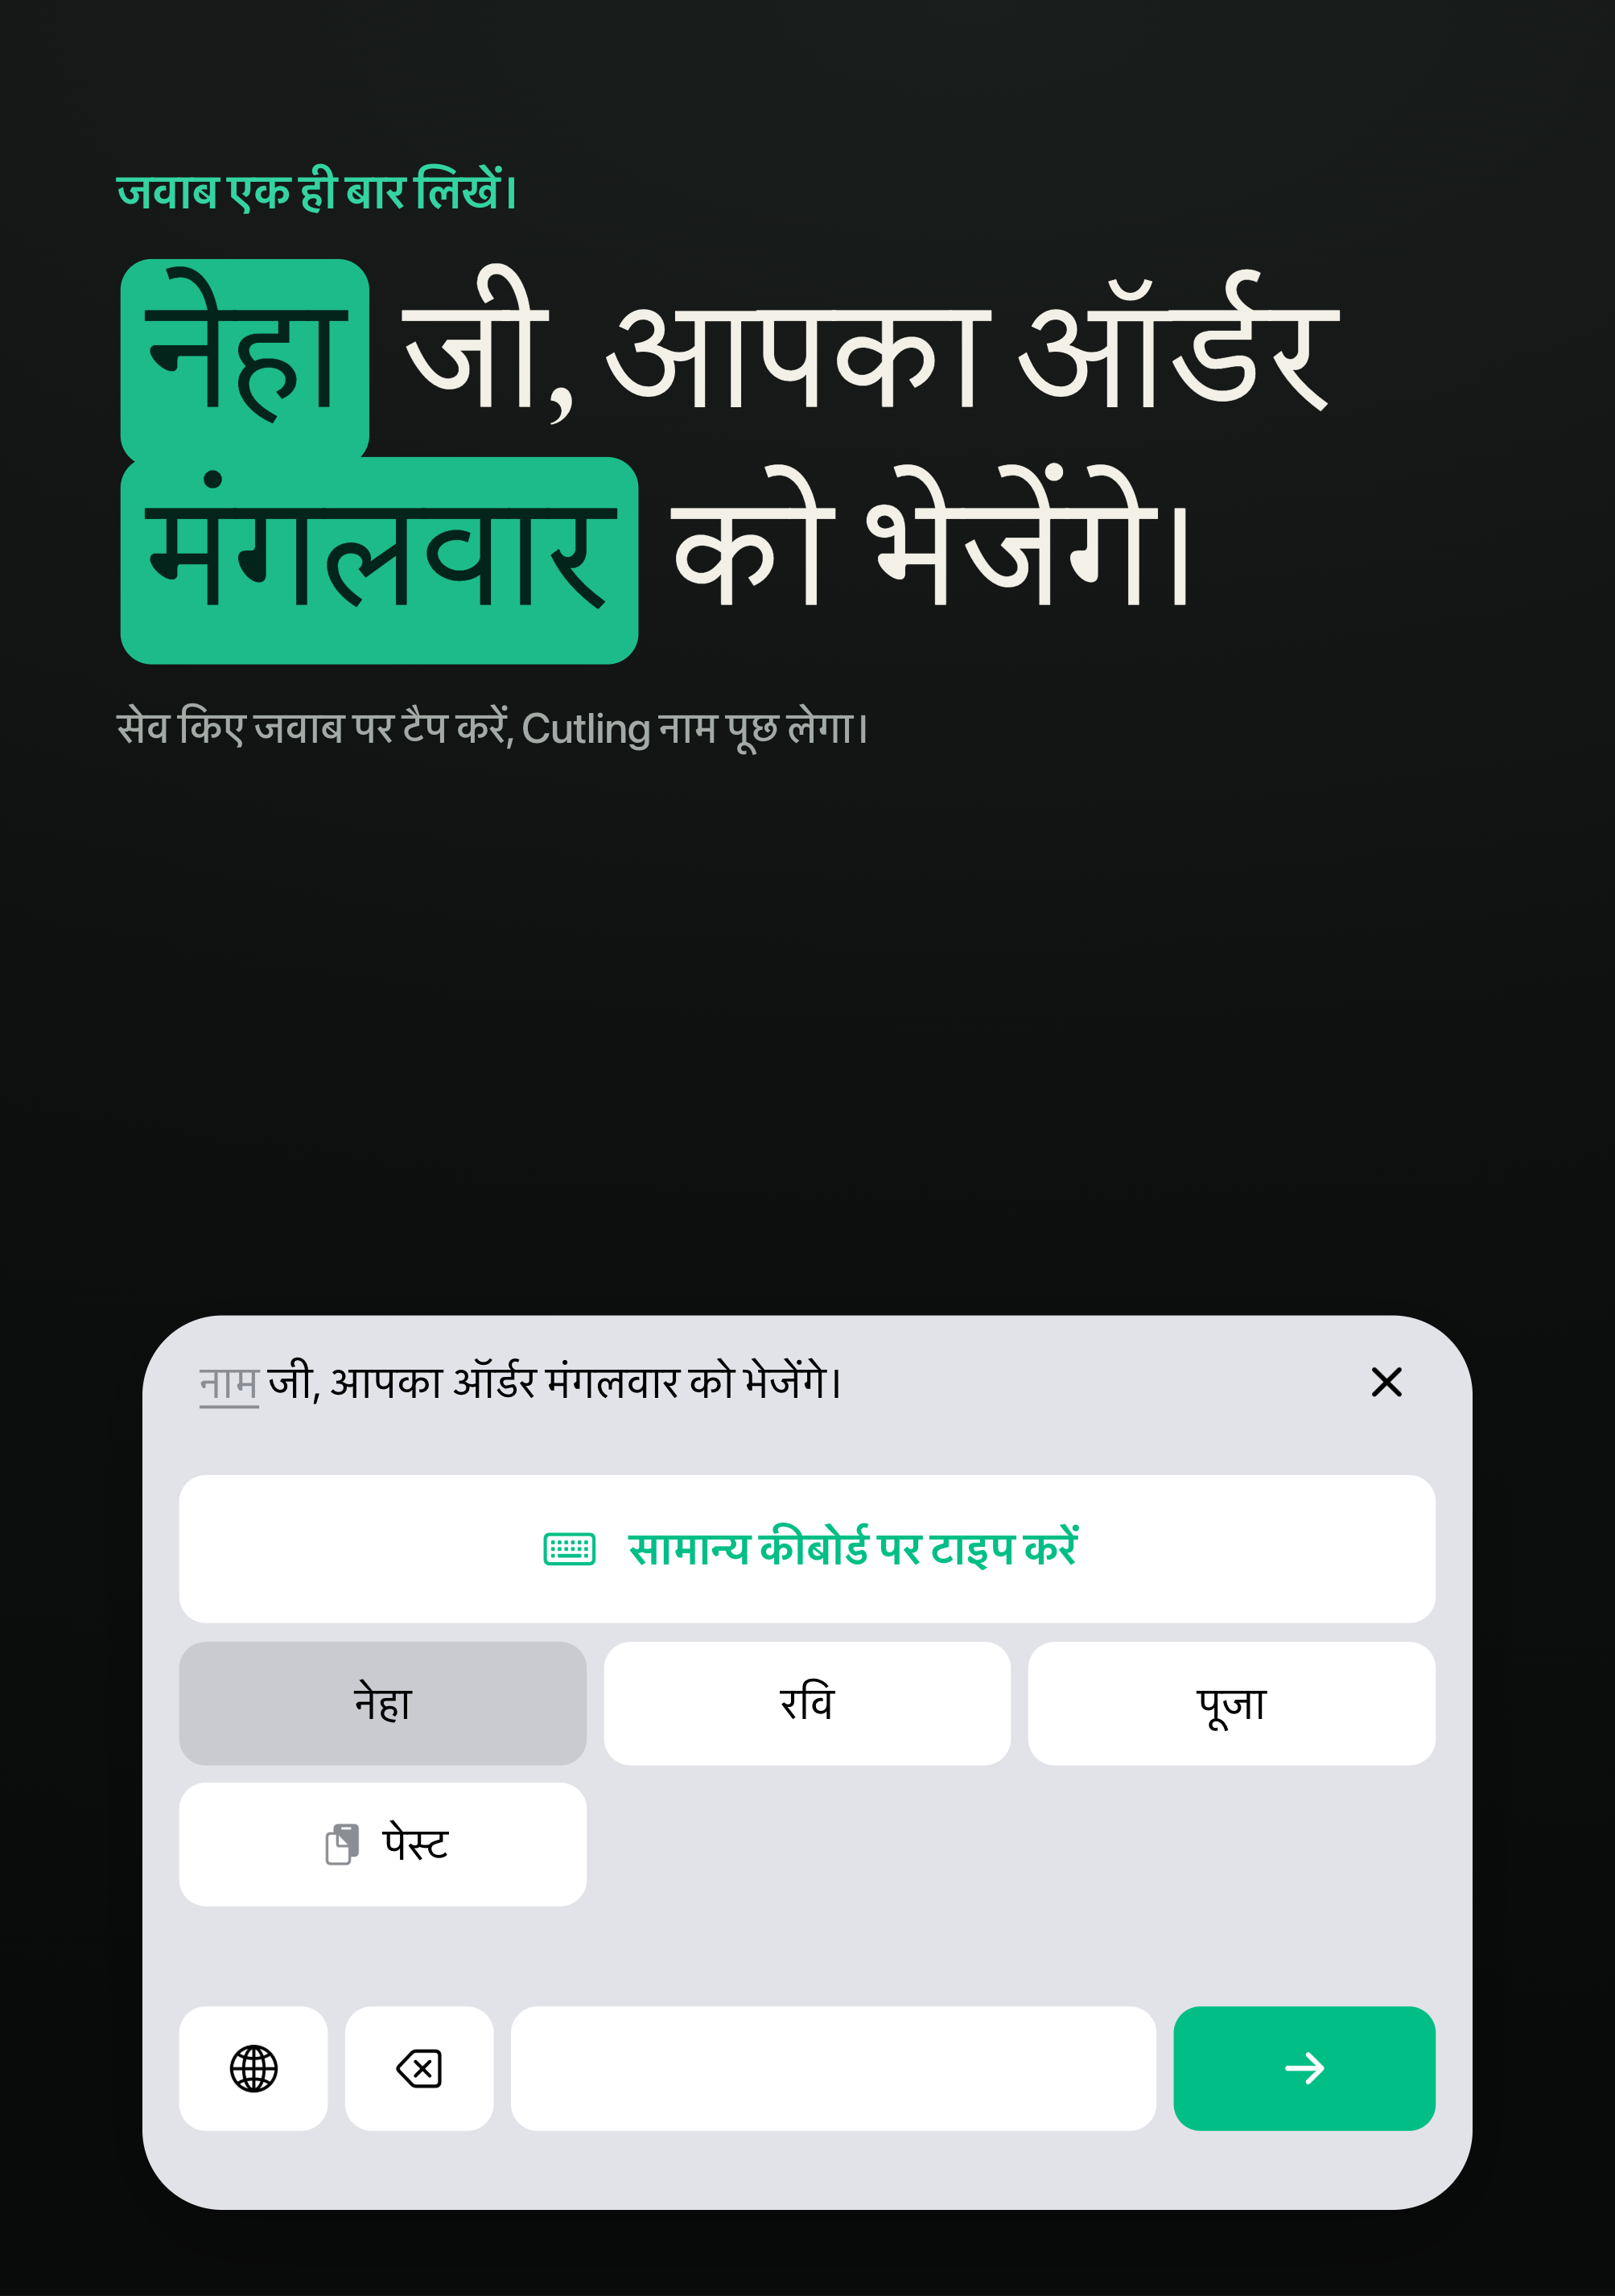 जवाब एक ही बार लिखें।
नेहा जी, आपका ऑर्डर
मंगलवार को भेजेंगे।
सेव किए जवाब पर टैप करें, Cutling नाम पूछ लेगा।
नाम जी, आपका ऑर्डर मंगलवार को भेजेंगे।
सामान्य कीबोर्ड पर टाइप करें
नेहा
रवि
पूजा
पेस्ट